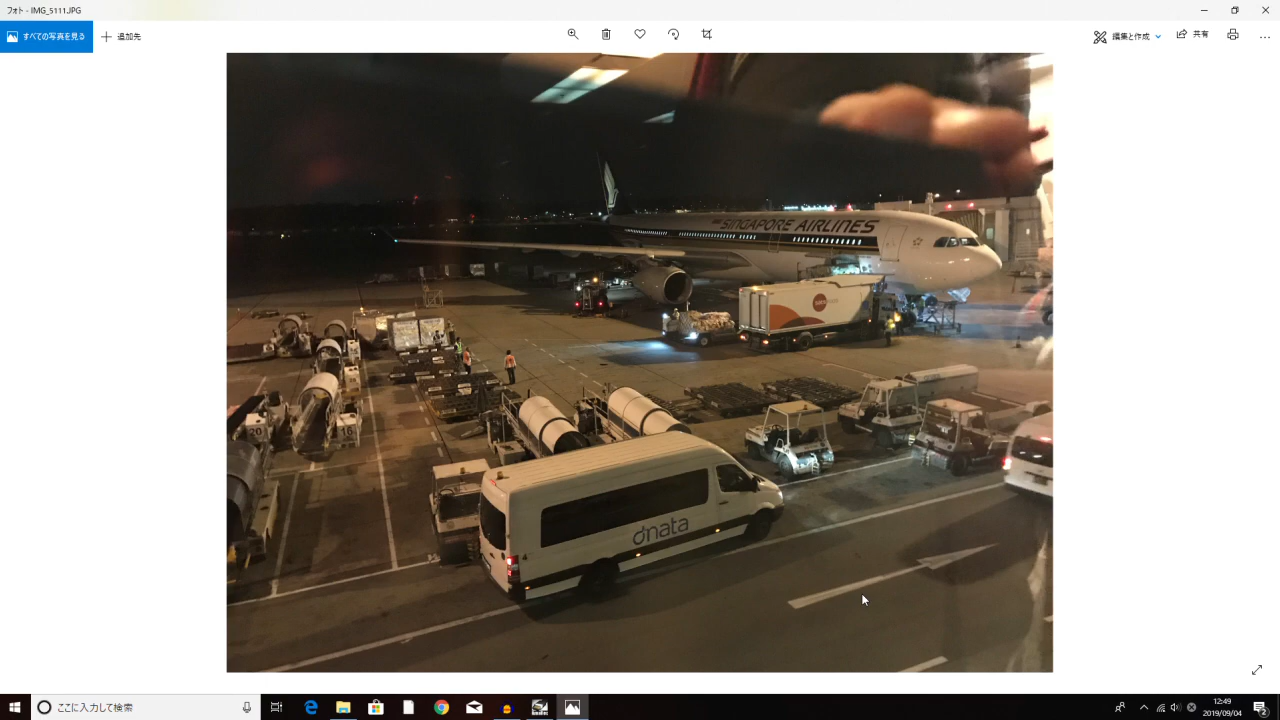 フォト - IMG_5111.JPG
すべての写真を見る
追加先
編集と作成
共有
SINGAPORE AIRLINES
20
dnata
ここに入力して検索
12:49
2019/09/04
2